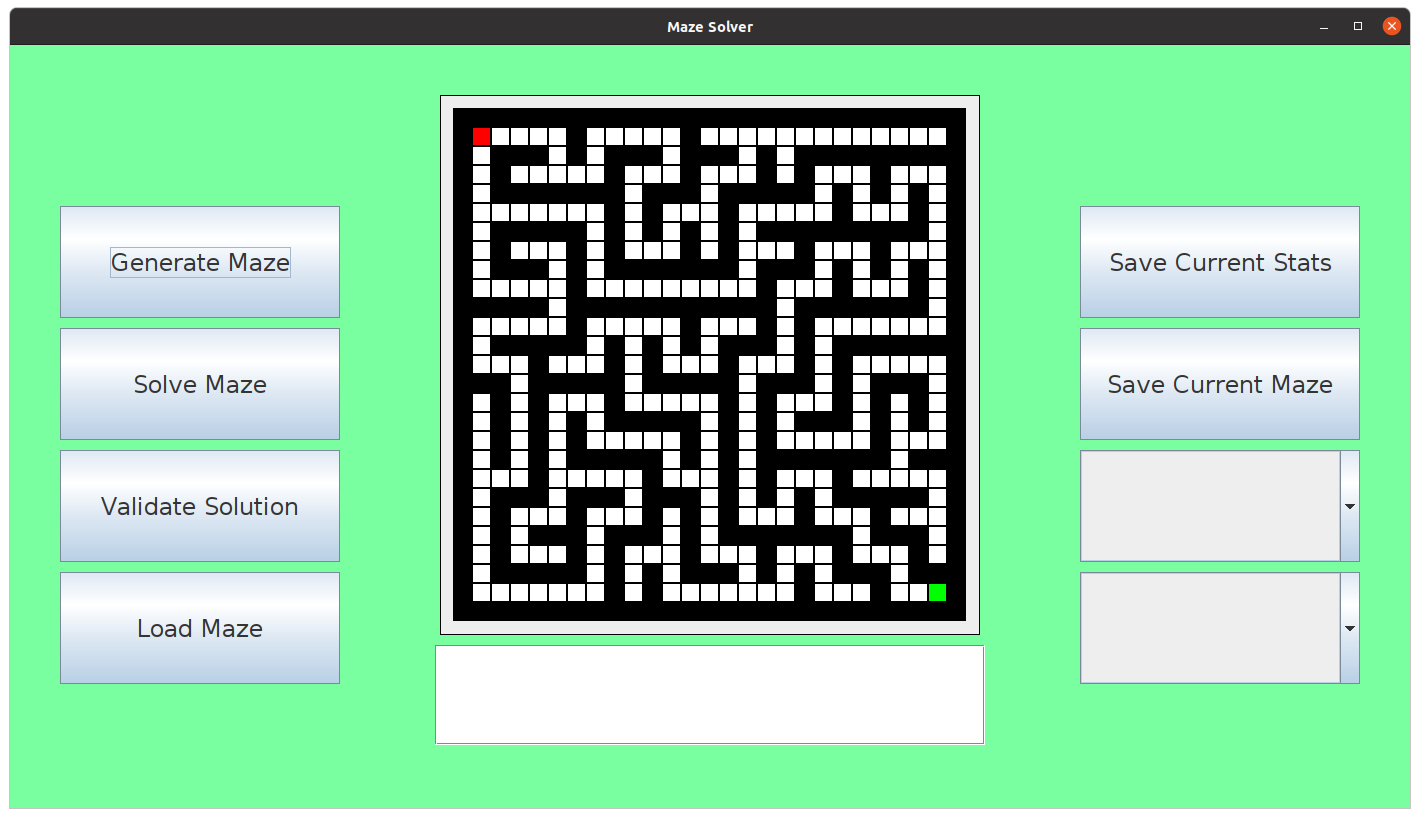 Maze Solver
Generate Maze
Solve Maze
Validate Solution
Load Maze
Save Current Stats
Save Current Maze